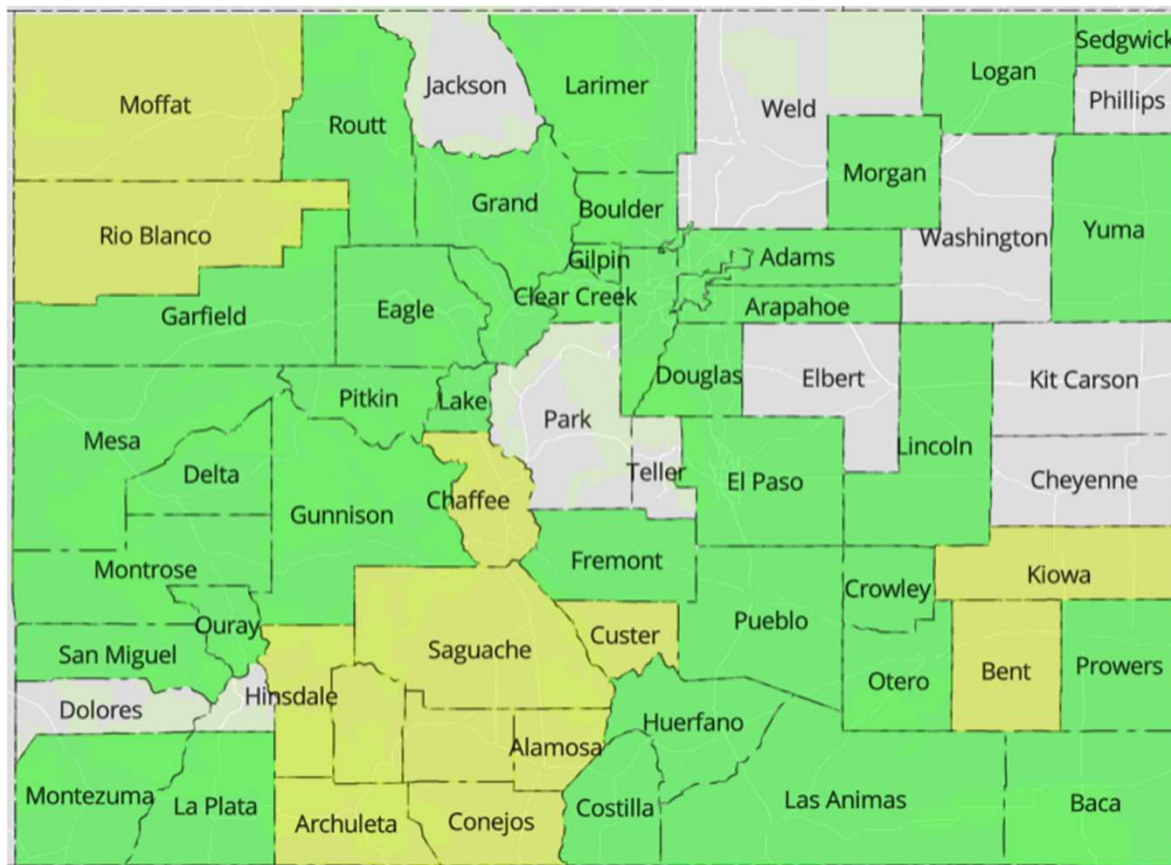 Sedgwick
Logan
Jackson
Larimer
Phillips
Moffat
Weld
Routt
Morgan
Grand
Boulder
Yuma
Rio Blanco
Washington
Gilpin
Adams
Clear Creek
Arapahoe
Eagle
Garfield
Douglas
Elbert
Kit Carson
Pitkin
Lake
Park
Mesa
Lincoln
Delta
Teller
El Paso
Cheyenne
Chaffee
Gunnison
Fremont
Montrose
Kiowa
Crowley
Pueblo
Ouray
Custer
Saguache
San Miguel
Prowers
Bent
Otero
Hinsdale
Dolores
Huerfano
Alamosa
Montezuma
La Plata
Costilla
Las Animas
Baca
Conejos
Archuleta